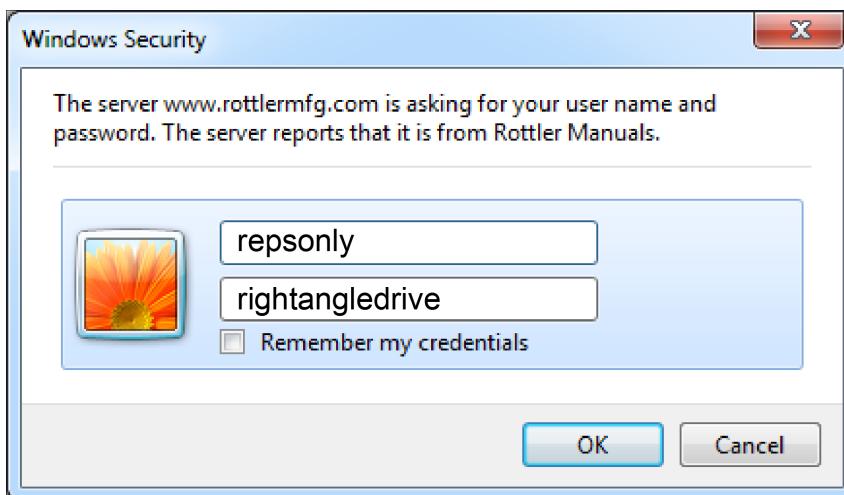 Windows Security
The server www.rottlermfg.com is asking for your user name and
password. The server reports that it is from Rottler Manuals.
repsonly
rightangledrive
Remember my credentials
OK Cancel